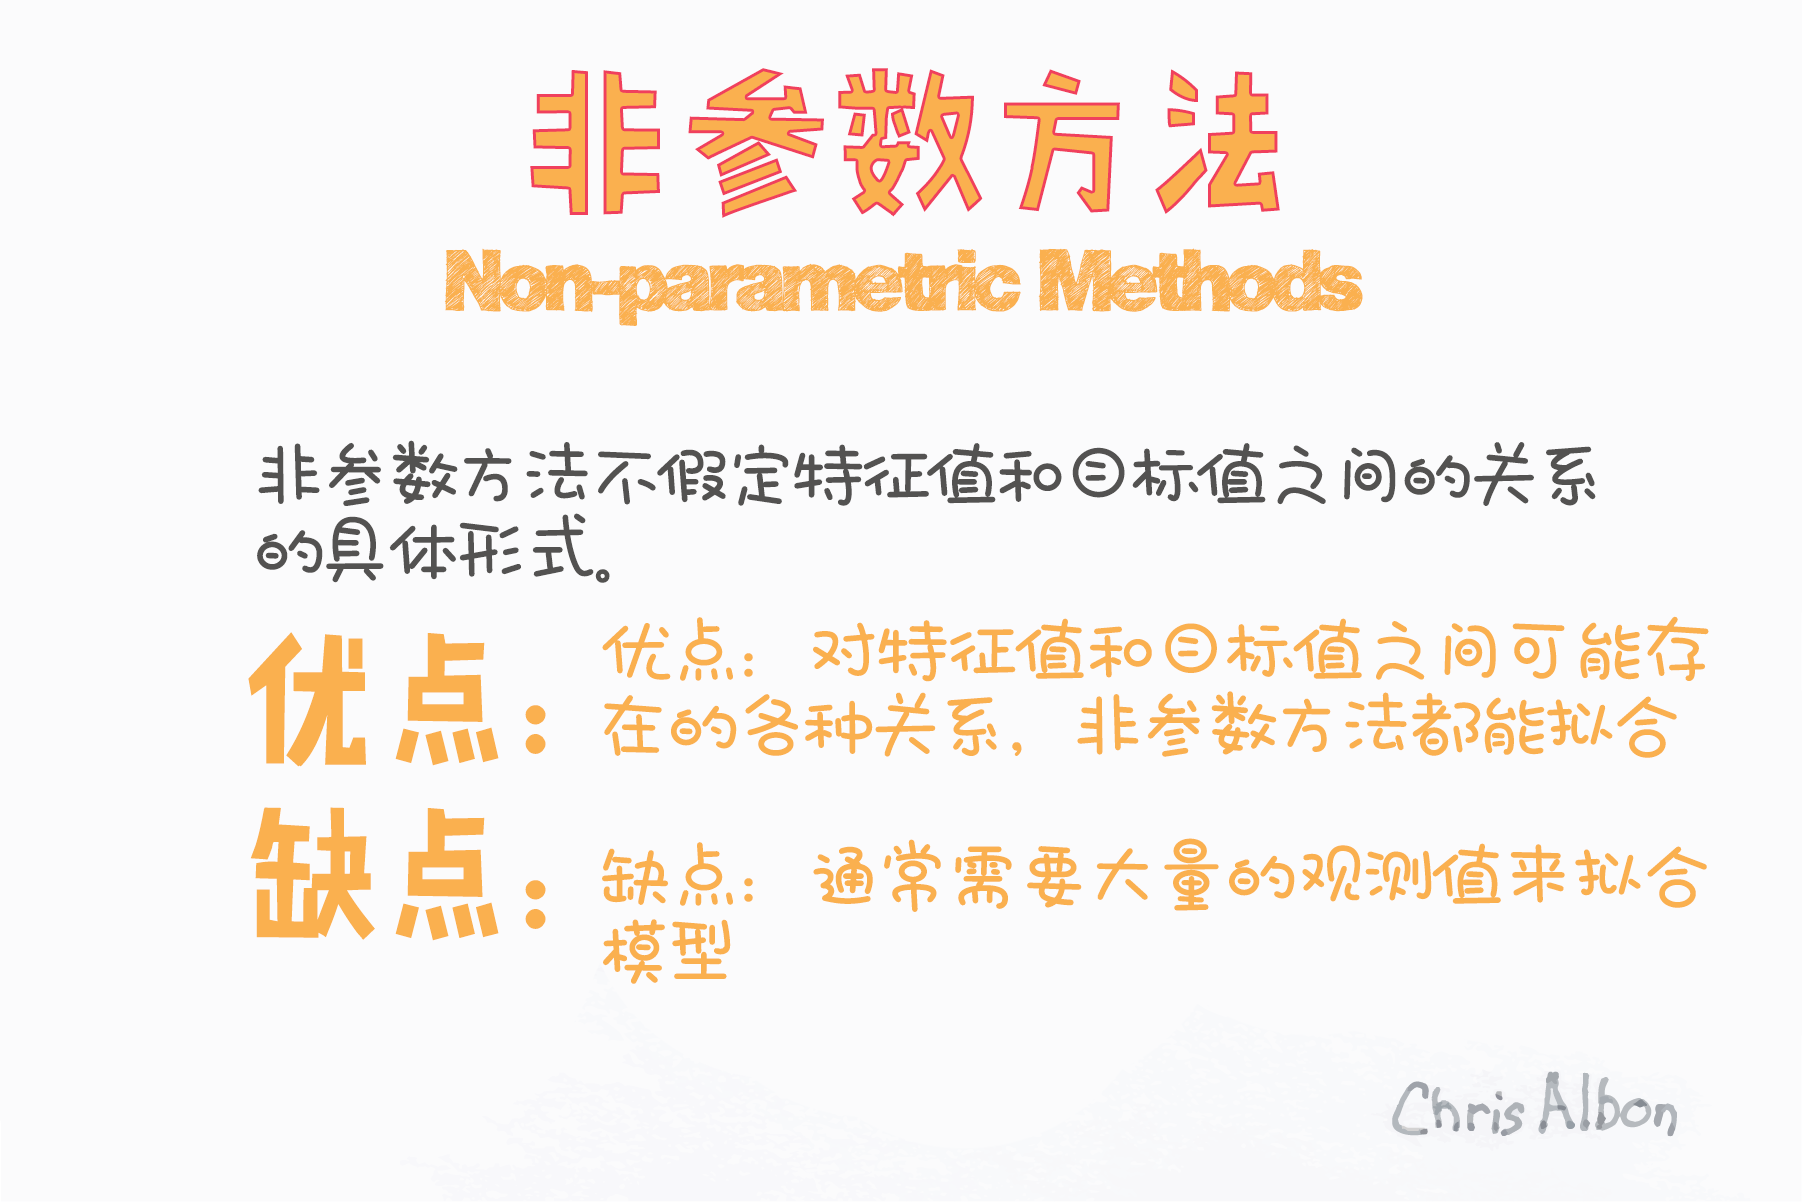 非参数方法
Non-parametric Methods
非参数方法不假定特征值和目标值之间的关系
的具体形式。
优点：
优点： 对特征值和目标值之间可能存
在的各种关系，非参数方法都能拟合
缺点：
缺点： 通常需要大量的观测值来拟合
模型
Chris Albon